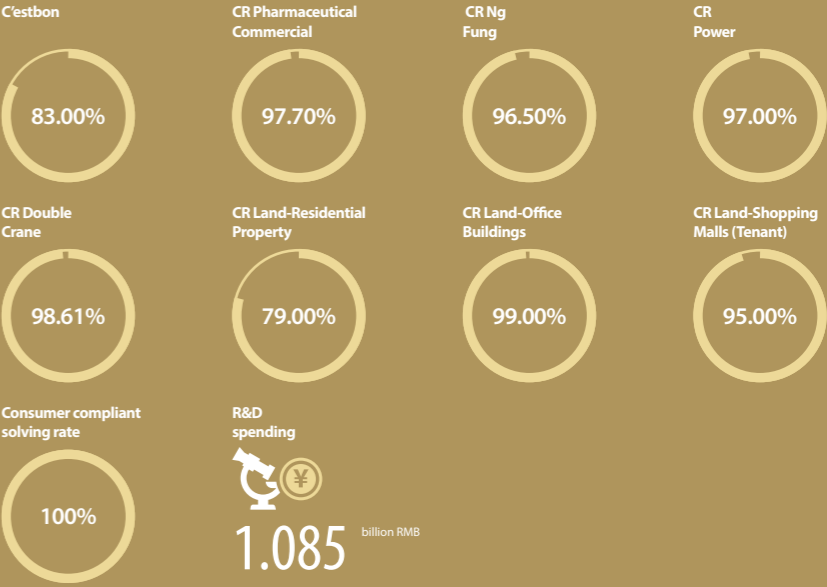 C'estbon
83.00%
CR Pharmaceutical
Commercial
97.70%
CR Ng
Fung
96.50%
CR
Power
97.00%
CR Double
Crane
98.61%
CR Land-Residential
Property
79.00%
CR Land-Office
Buildings
99.00%
CR Land-Shopping
Malls (Tenant)
95.00%
Consumer compliant
solving rate
100%
R&D
spending
¥
1.085 billion RMB